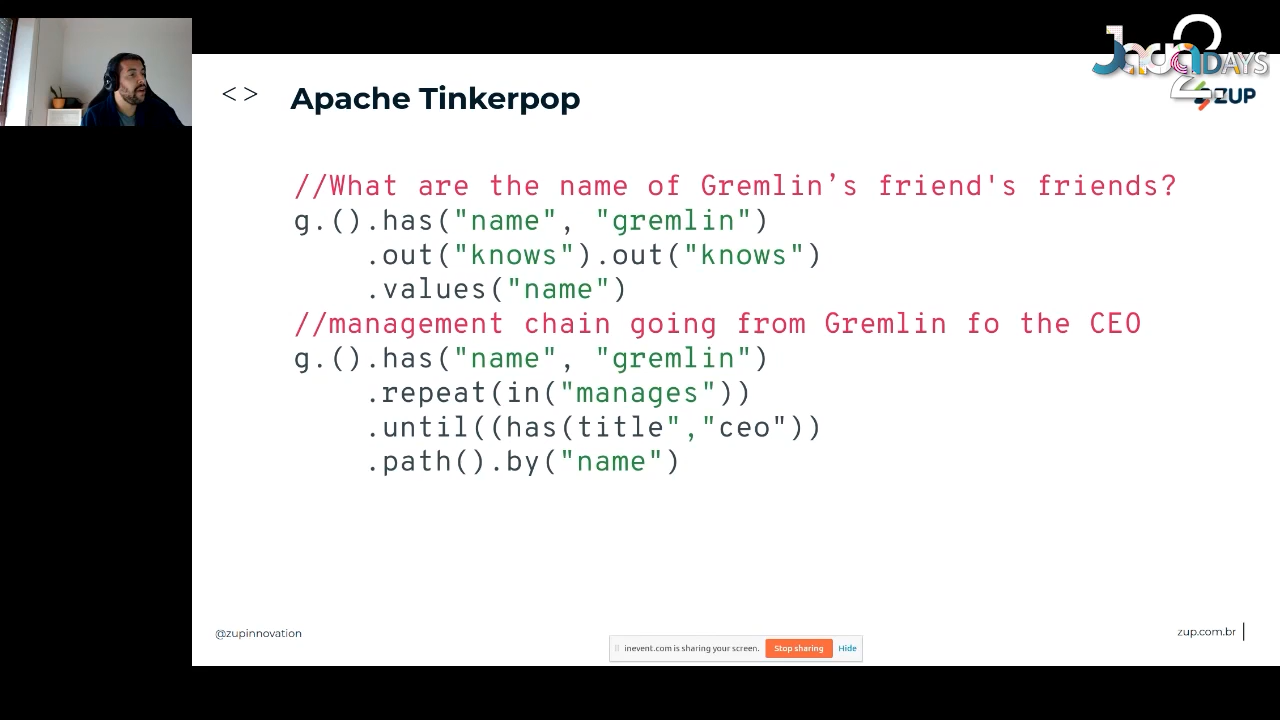 < > Apache Tinkerpop
DAYS
ZUP
//What are the name of Gremlin’s friend's friends?
g.().has("name", "gremlin")
.out("knows").out("knows")
.values("name")
//management chain going from Gremlin fo the CEO
g.().has("name", "gremlin")
.repeat(in("manages"))
.until((has(title","ceo"))
.path().by("name")
@zupinnovation
inevent.com is sharing your screen. Stop sharing Hide
zup.com.br